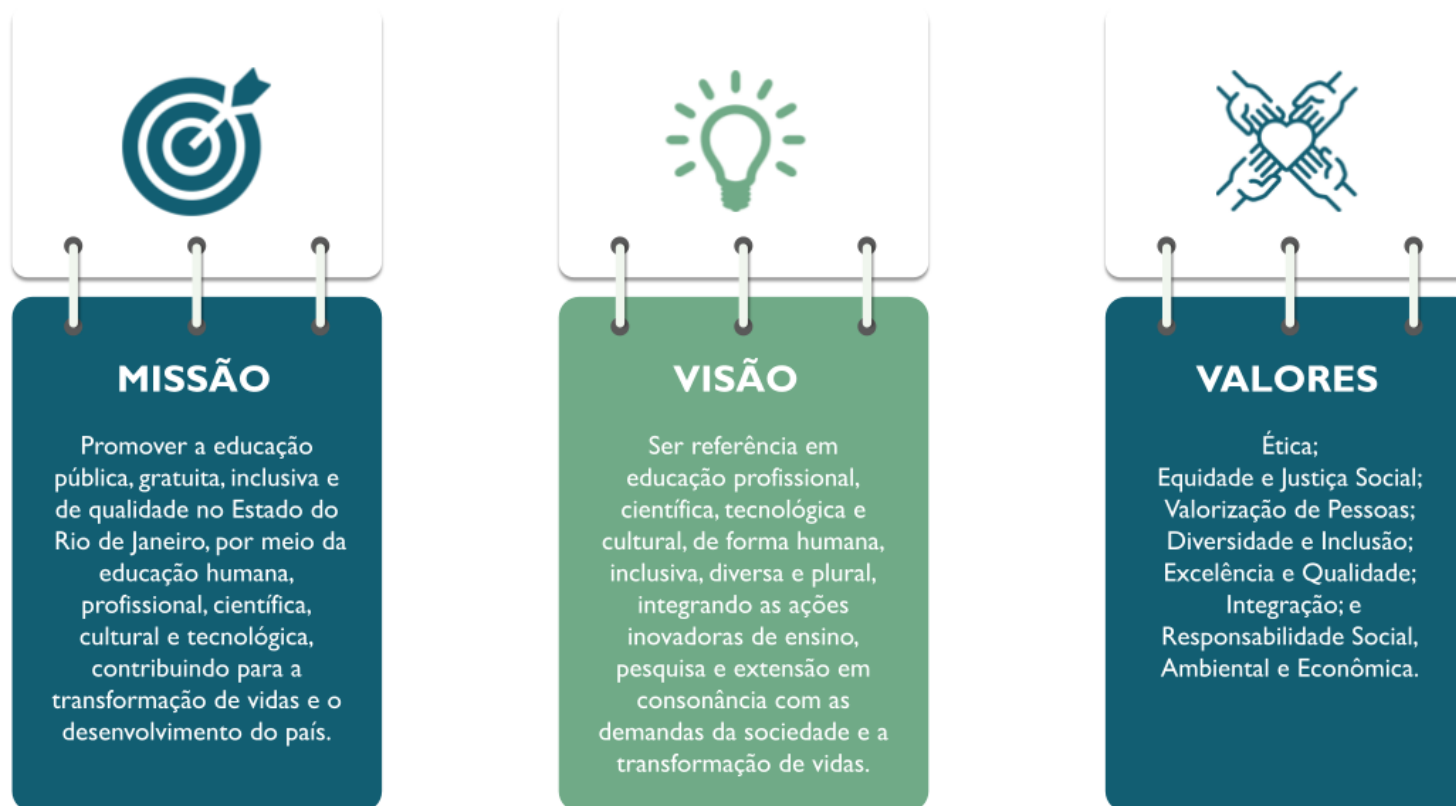 MISSÃO
Promover a educação
pública, gratuita, inclusiva e
de qualidade no Estado do
Rio de Janeiro, por meio da
educação humana,
profissional, científica,
cultural e tecnológica,
contribuindo para a
transformação de vidas e o
desenvolvimento do país.
VISÃO
Ser referência em
educação profissional,
científica, tecnológica e
cultural, de forma humana,
inclusiva, diversa e plural,
integrando as ações
inovadoras de ensino,
pesquisa e extensão em
consonância com as
demandas da sociedade e a
transformação de vidas.
VALORES
Ética;
Equidade e Justiça Social;
Valorização de Pessoas;
Diversidade e Inclusão;
Excelência e Qualidade;
Integração; e
Responsabilidade Social,
Ambiental e Econômica.